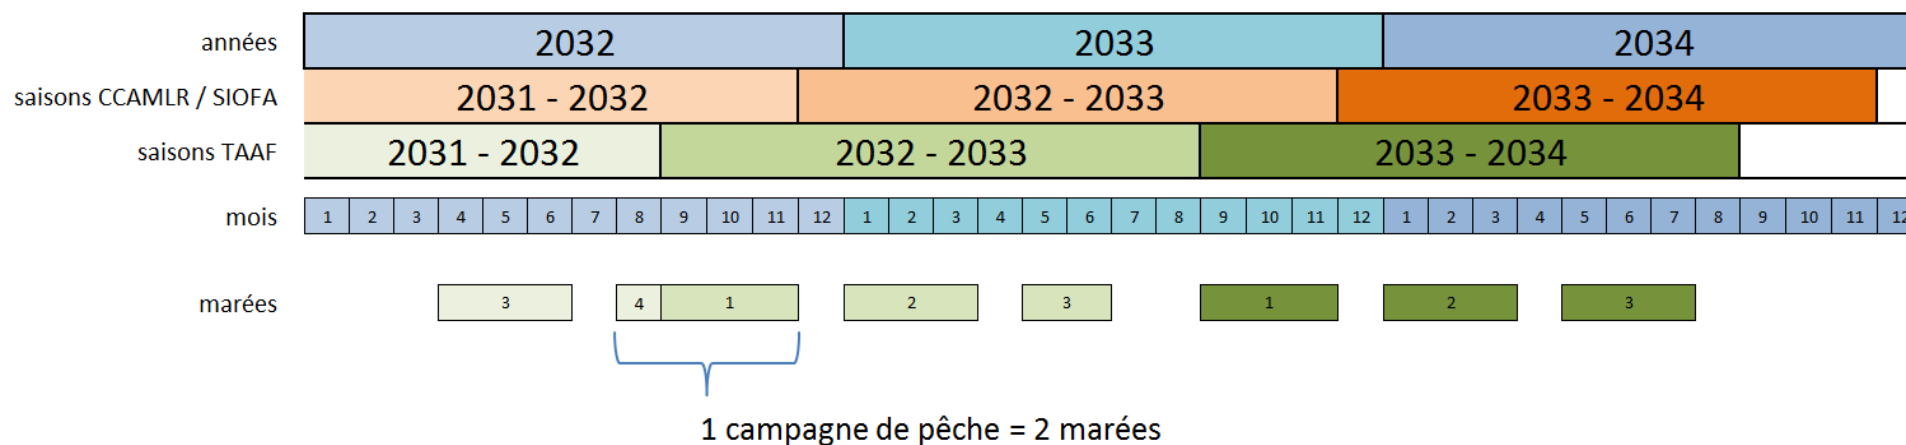 années 2032 2033 2034
saisons CCAMLR / SIOFA 2031 - 2032 2032 - 2033 2033 - 2034
saisons TAAF 2031 - 2032 2032 - 2033 2033 - 2034
mois 1 2 3 4 5 6 7 8 9 10 11 12 1 2 3 4 5 6 7 8 9 10 11 12 1 2 3 4 5 6 7 8 9 10 11 12
marées 3 4 1 2 3 1 2 3
1 campagne de pêche = 2 marées